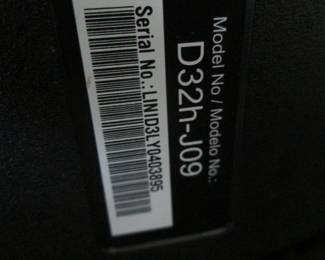 Model No / Modelo No.:
D32h-J09
Serial No.:LINID3LY0403895